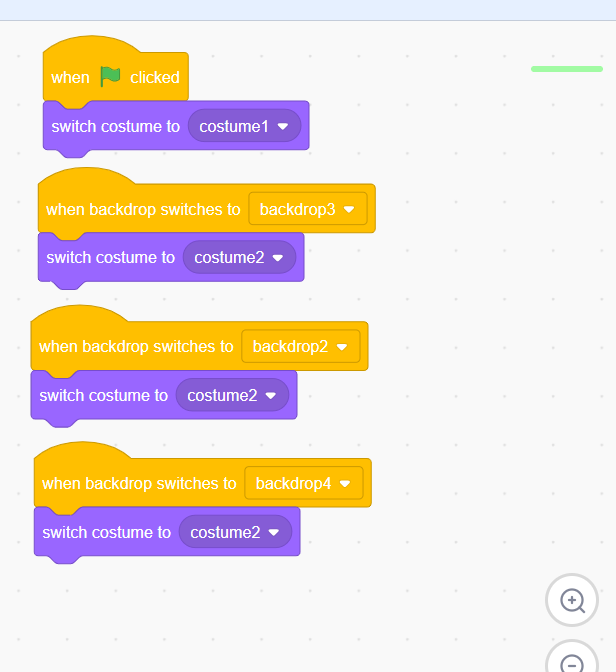 when clicked
switch costume to costume1
when backdrop switches to backdrop3
switch costume to costume2
when backdrop switches to backdrop2
switch costume to costume2
when backdrop switches to backdrop4
switch costume to costume2